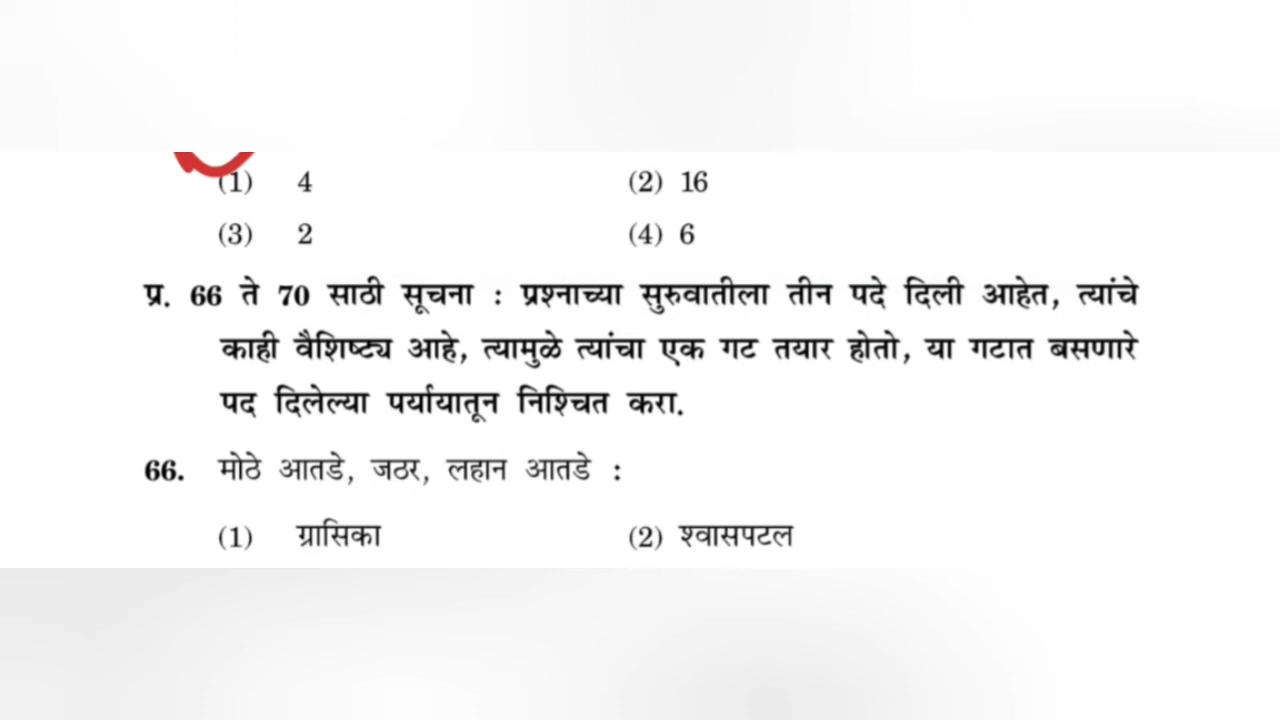 (1) 4 (2) 16
(3) 2 (4) 6
प्र. 66 ते 70 साठी सूचना : प्रश्नाच्या सुरुवातीला तीन पदे दिली आहेत, त्यांचे
काही वैशिष्ट्य आहे, त्यामुळे त्यांचा एक गट तयार होतो, या गटात बसणारे
पद दिलेल्या पर्यायातून निश्चित करा.
66. मोठे आतडे, जठर, लहान आतडे :
(1) ग्रासिका (2) श्वासपटल